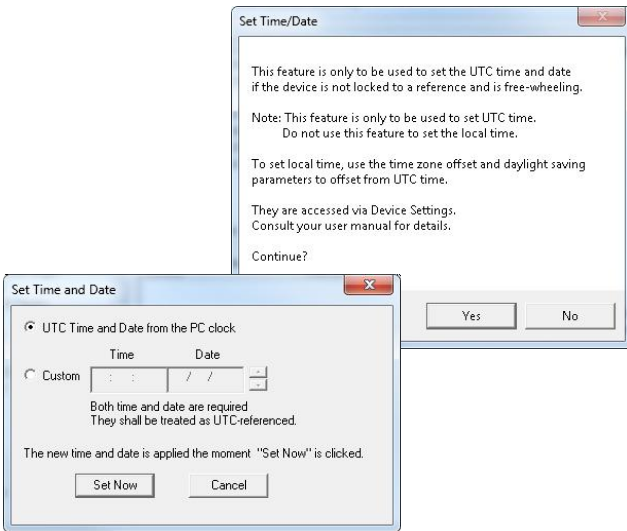 Set Time/Date
This feature is only to be used to set the UTC time and date
if the device is not locked to a reference and is free-wheeling.
Note: This feature is only to be used to set UTC time.
Do not use this feature to set the local time.
To set local time, use the time zone offset and daylight saving
parameters to offset from UTC time.
They are accessed via Device Settings.
Consult your user manual for details.
Continue?
Yes No
Set Time and Date
UTC Time and Date from the PC clock
Time Date
Custom : : / /
Both time and date are required
They shall be treated as UTC-referenced.
The new time and date is applied the moment "Set Now" is clicked.
Set Now Cancel